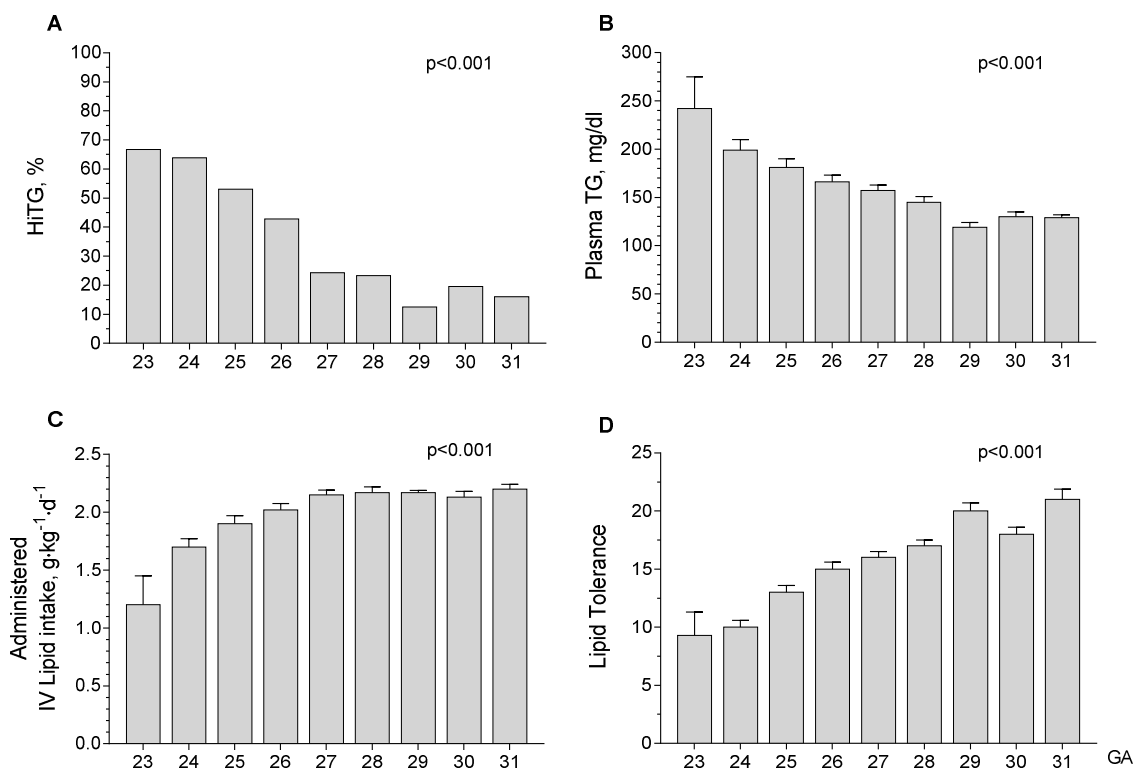 A
p<0.001
HiTG, %
100
90
80
70
60
50
40
30
20
10
0
23 24 25 26 27 28 29 30 31
B
p<0.001
Plasma TG, mg/dl
300
250
200
150
100
50
0
23 24 25 26 27 28 29 30 31
C
p<0.001
Administered
IV Lipid intake, g·kg⁻¹·d⁻¹
2.5
2.0
1.5
1.0
0.5
0.0
23 24 25 26 27 28 29 30 31
D
p<0.001
Lipid Tolerance
25
20
15
10
5
0
23 24 25 26 27 28 29 30 31
GA